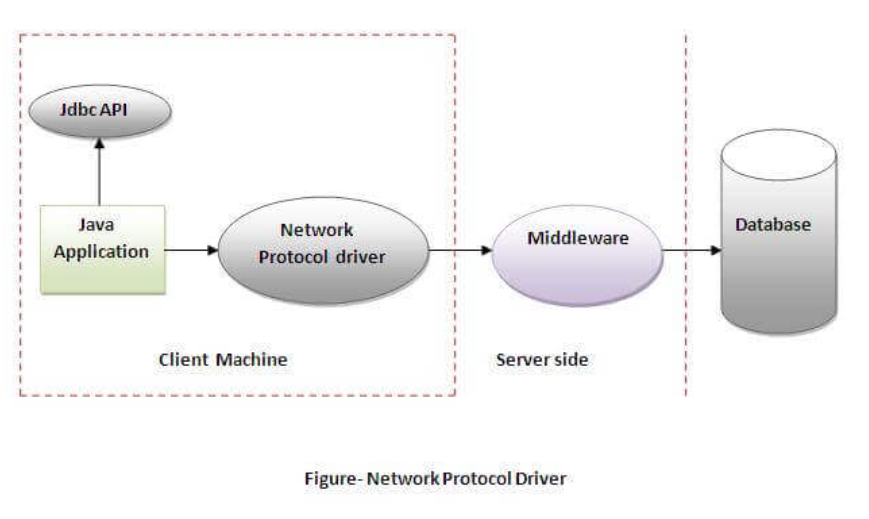 Jdbc API
Java
Application
Network
Protocol driver
Middleware
Database
Client Machine
Server side
Figure- Network Protocol Driver